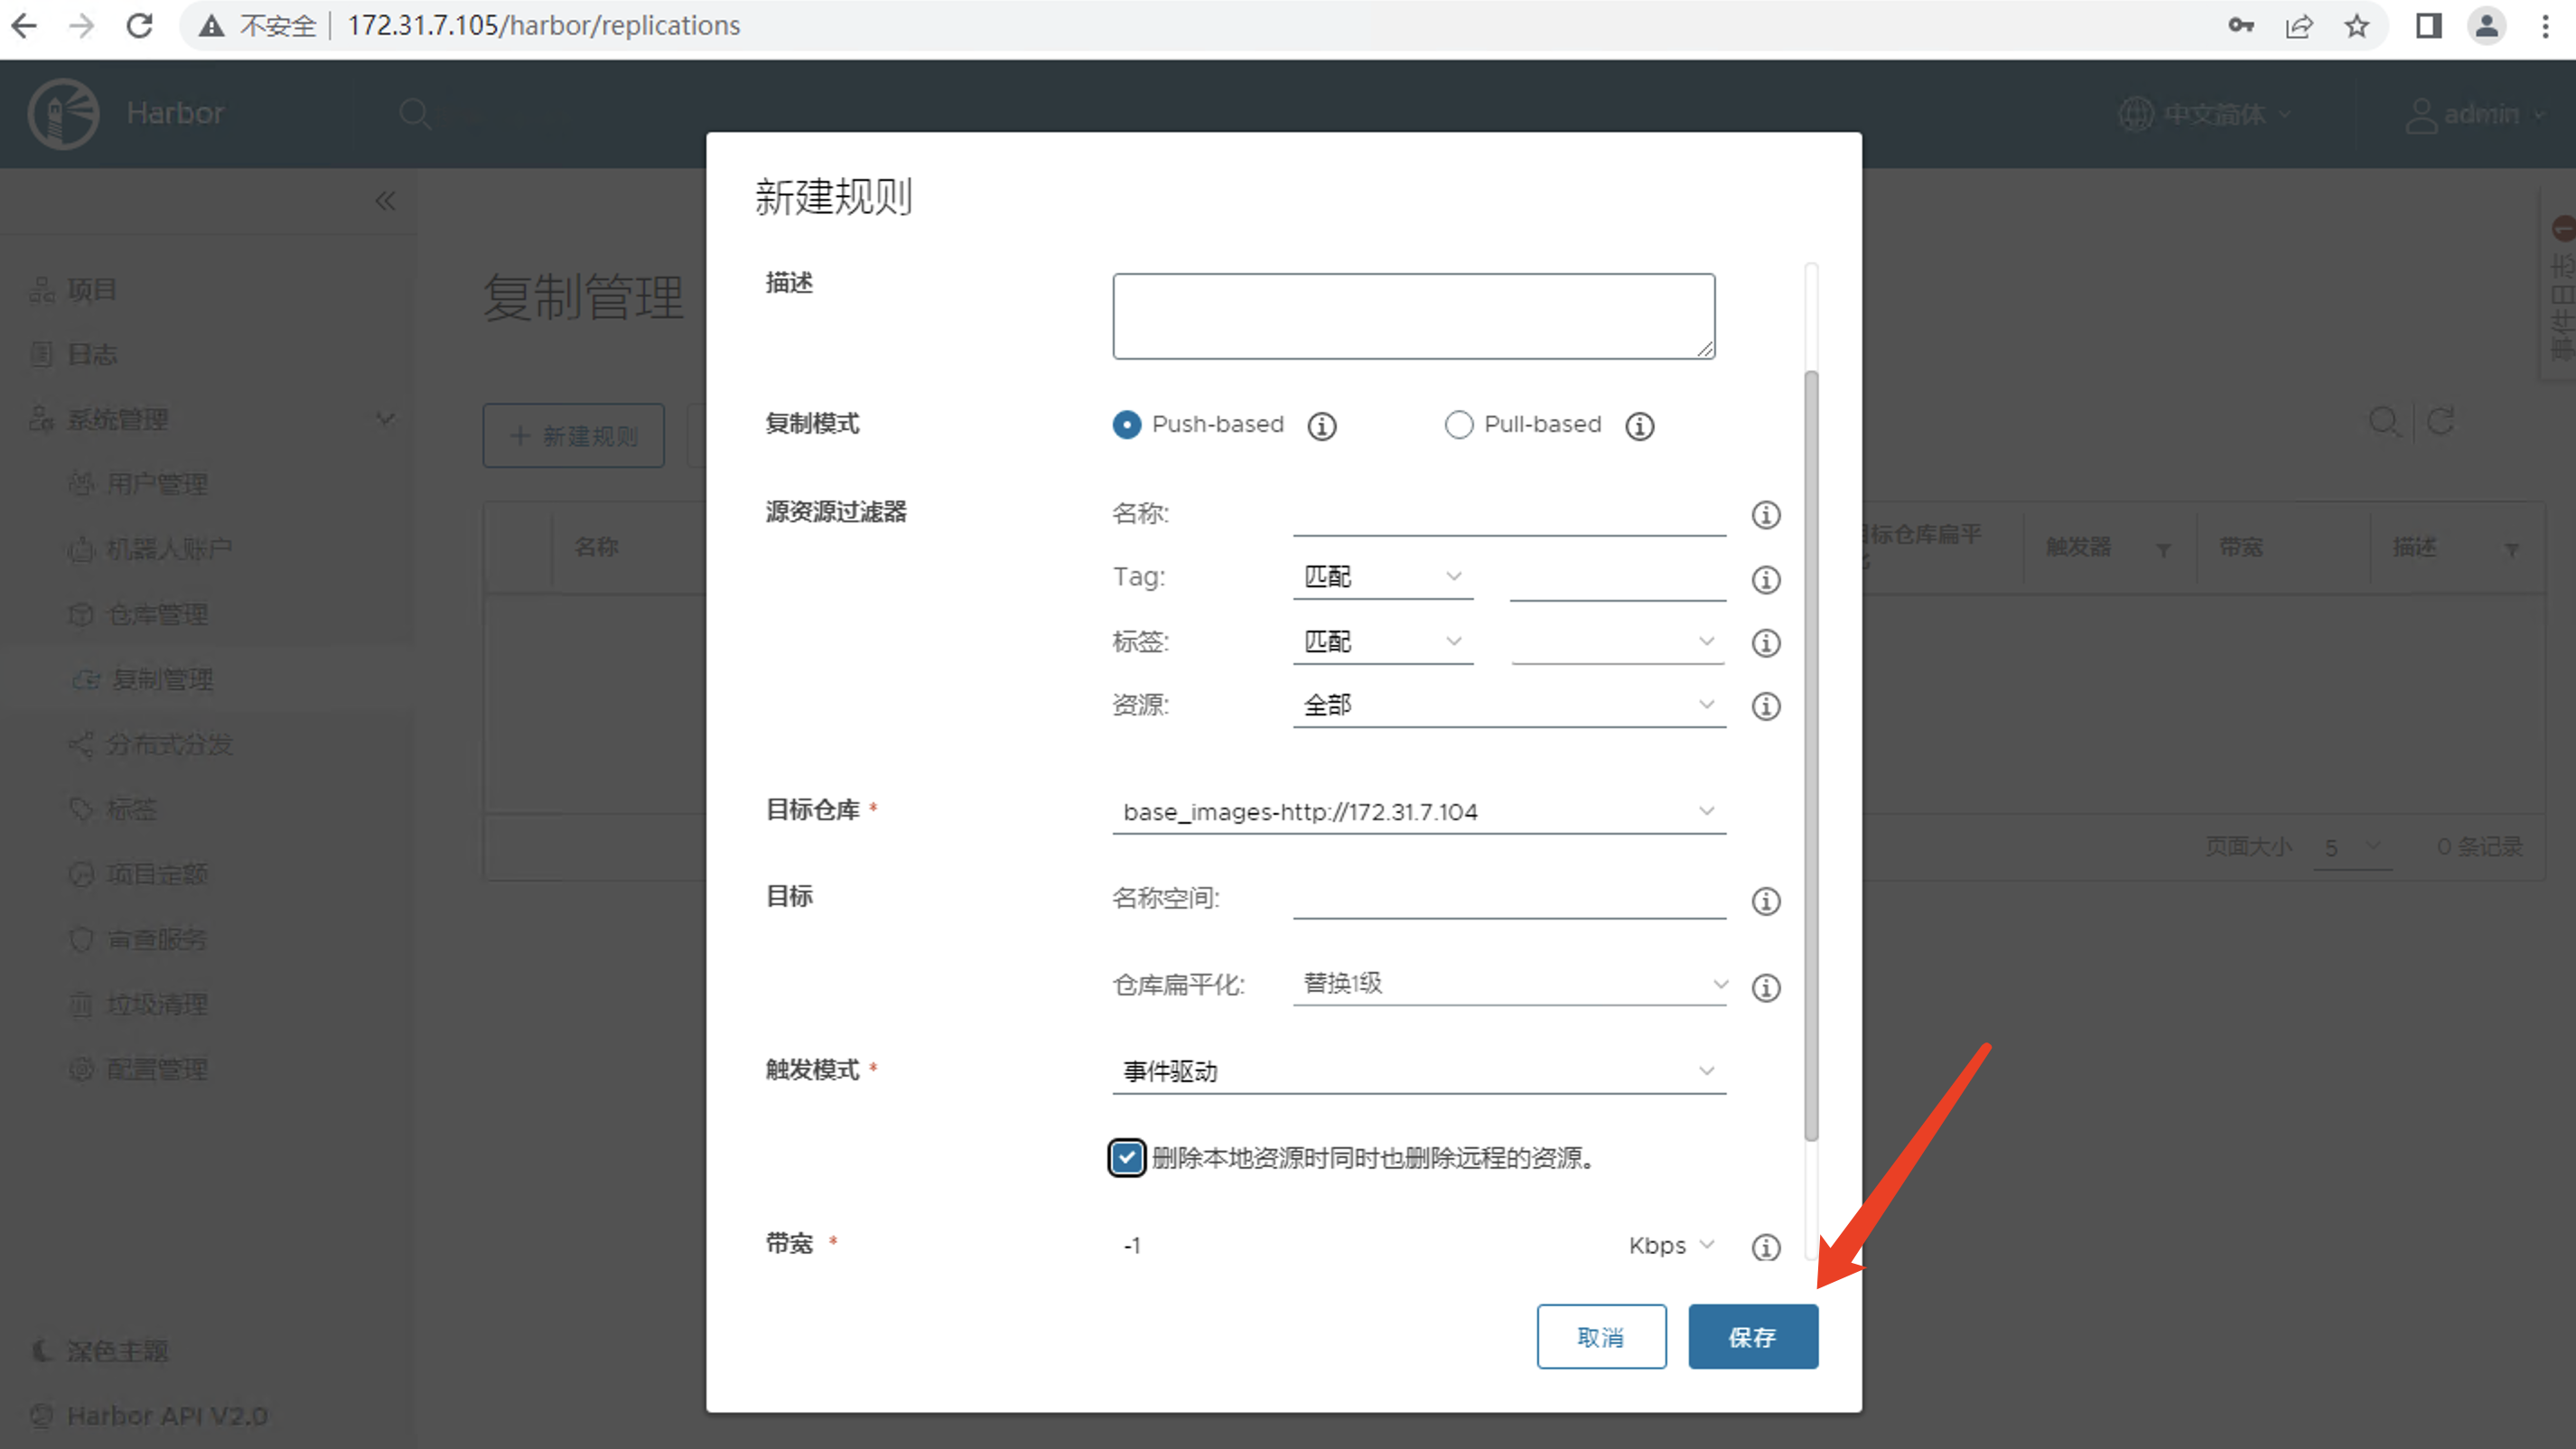 不安全 172.31.7.105/harbor/replications
Harbor 中文简体 admin
新建规则
项目
日志
系统管理
用户管理
机器人账户
仓库管理
复制管理
分布式分发
标签
项目定额
审查服务
垃圾清理
配置管理
深色主题
Harbor API V2.0
复制管理
新建规则
名称
描述
复制模式 Push-based Pull-based
源资源过滤器 名称:
Tag: 匹配
标签: 匹配
资源: 全部
目标仓库 * base_images-http://172.31.7.104
目标 名称空间:
仓库扁平化: 替换1级
触发模式 * 事件驱动
删除本地资源时同时也删除远程的资源。
带宽 * -1 Kbps
取消 保存
标仓库扁平
触发器 带宽 描述
页面大小 5 0 条记录
1
事件日志